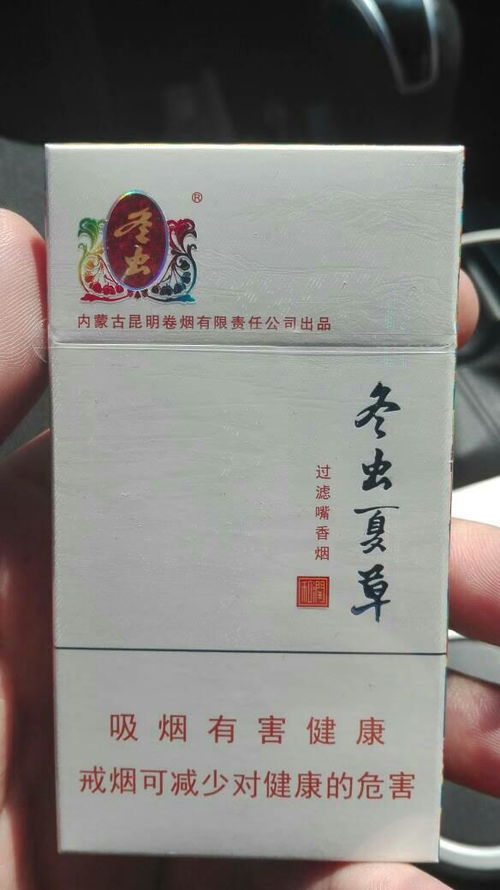 冬虫
®
内蒙古昆明卷烟有限责任公司出品
冬虫夏草
过滤嘴香烟
吸烟有害健康
戒烟可减少对健康的危害